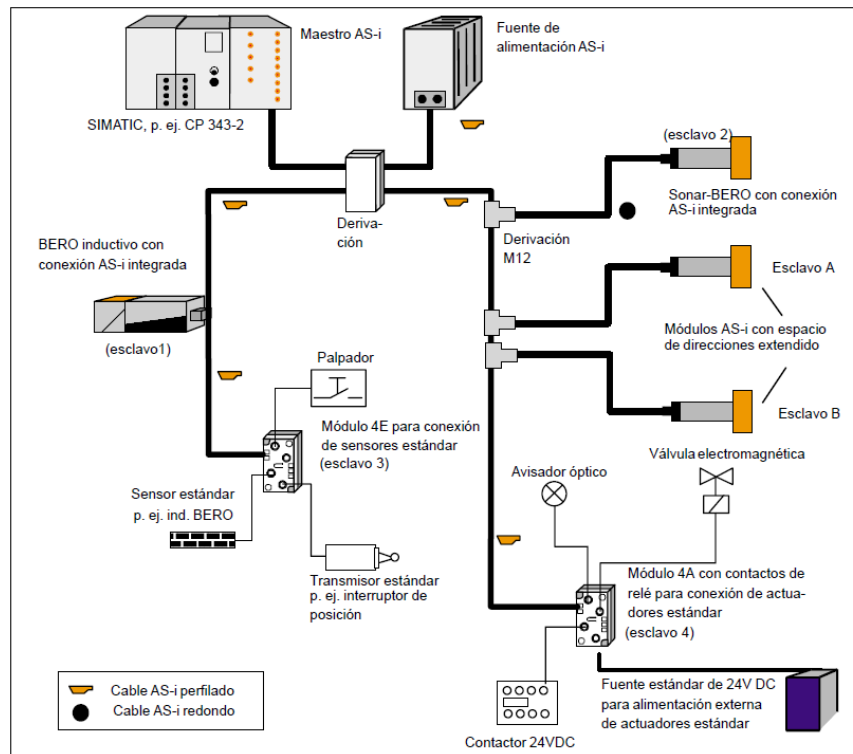 Maestro AS-i
Fuente de
alimentación AS-i
SIMATIC, p. ej. CP 343-2
(esclavo 2)
Sonar-BERO con conexión
AS-i integrada
Deriva-
ción
Derivación
M12
BERO inductivo con
conexión AS-i integrada
(esclavo1)
Esclavo A
Módulos AS-i con espacio
de direcciones extendido
Esclavo B
Palpador
Módulo 4E para conexión
de sensores estándar
(esclavo 3)
Válvula electromagnética
Avisador óptico
Sensor estándar
p. ej. ind. BERO
Transmisor estándar
p. ej. interruptor de
posición
Módulo 4A con contactos de
relé para conexión de actua-
dores estándar
(esclavo 4)
Cable AS-i perfilado
Cable AS-i redondo
Fuente estándar de 24V DC
para alimentación externa
de actuadores estándar
Contactor 24VDC